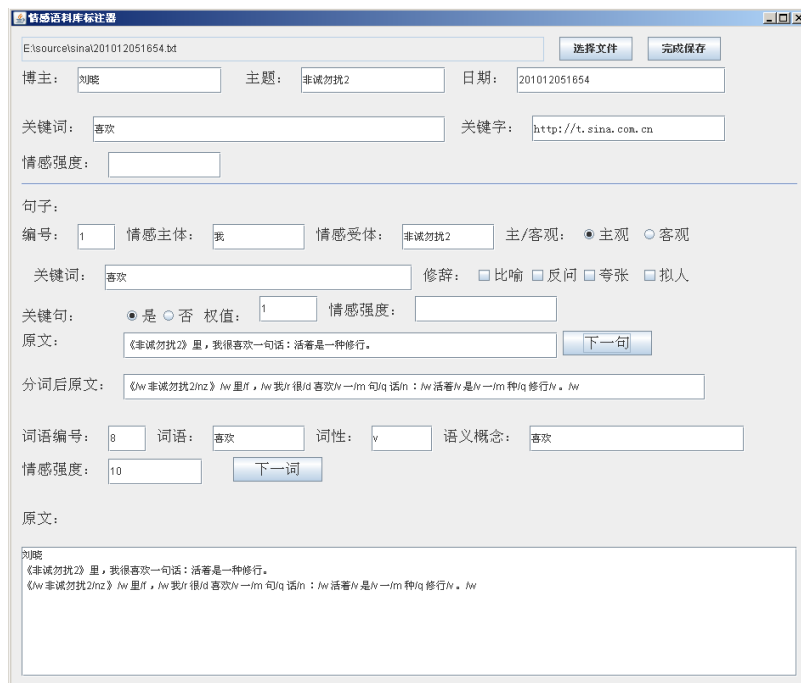 情感语料库标注器
E:\source\sina\201012051654.txt 选择文件 完成保存
博主： 刘晓 主题： 非诚勿扰2 日期： 201012051654
关键词： 喜欢 关键字： http://t.sina.com.cn
情感强度：
句子：
编号： 1 情感主体： 我 情感受体： 非诚勿扰2 主/客观： 主观 客观
关键词： 喜欢 修辞： 比喻 反问 夸张 拟人
关键句： 是 否 权值： 1 情感强度：
原文： 《非诚勿扰2》里，我很喜欢一句话：活着是一种修行。 下一句
分词后原文： 《/w 非诚勿扰2/nz 》/w 里/f ，/w 我/r 很/d 喜欢/v 一/m 句/q 话/n ：/w 活着/v 是/v 一/m 种/q 修行/v 。/w
词语编号： 8 词语： 喜欢 词性： v 语义概念： 喜欢
情感强度： 10 下一词
原文：
刘晓
《非诚勿扰2》里，我很喜欢一句话：活着是一种修行。
《/w 非诚勿扰2/nz 》/w 里/f ，/w 我/r 很/d 喜欢/v 一/m 句/q 话/n ：/w 活着/v 是/v 一/m 种/q 修行/v 。/w